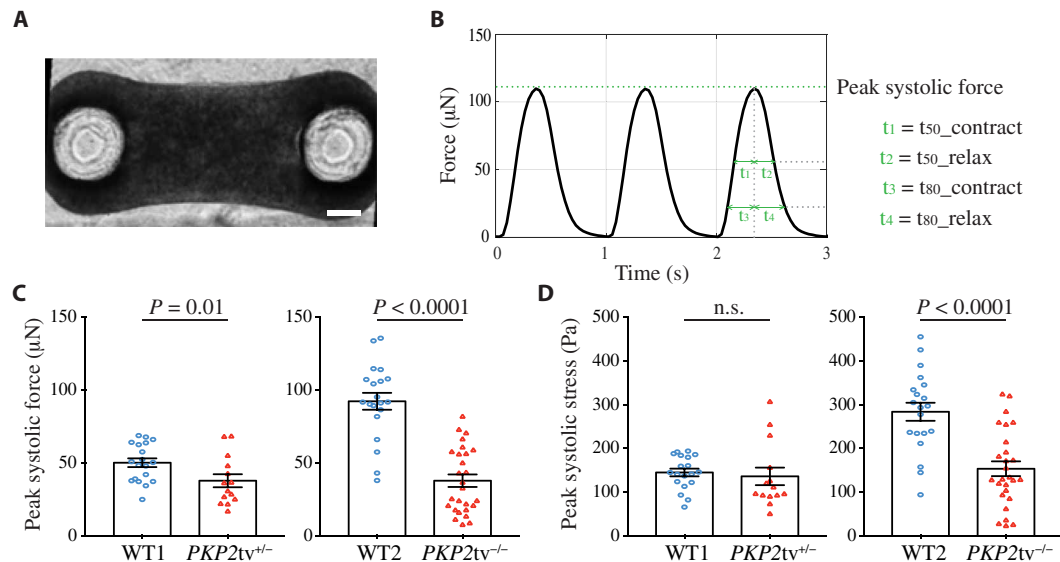 A
B
Force (μN)
150
100
50
0
0
1
2
3
Time (s)
t1
t2
t3
t4
Peak systolic force
t1 = t50_contract
t2 = t50_relax
t3 = t80_contract
t4 = t80_relax
C
P = 0.01
Peak systolic force (μN)
150
100
50
0
WT1
PKP2tv+/−
P < 0.0001
150
100
50
0
WT2
PKP2tv−/−
D
n.s.
Peak systolic stress (Pa)
500
400
300
200
100
0
WT1
PKP2tv+/−
P < 0.0001
500
400
300
200
100
0
WT2
PKP2tv−/−